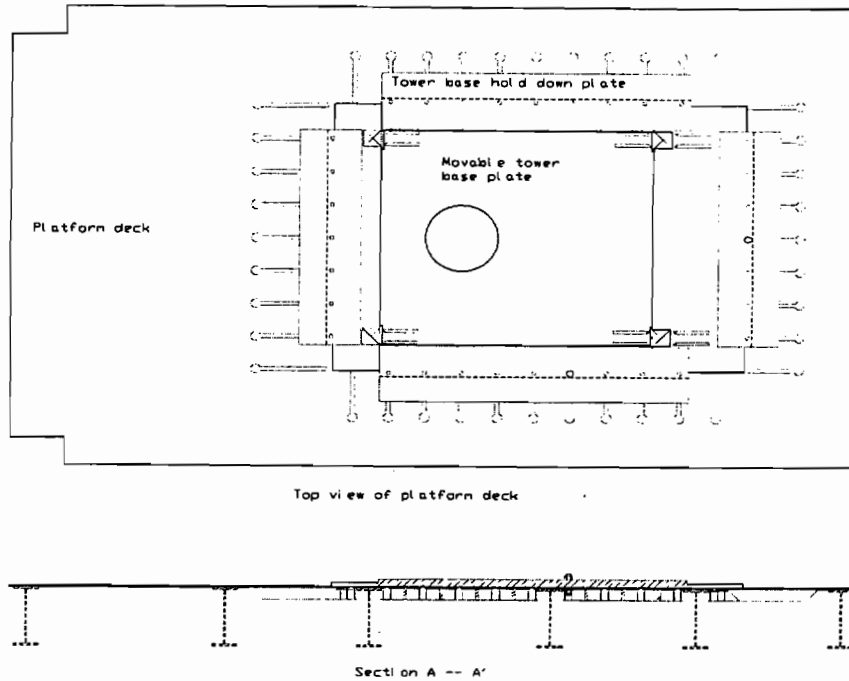 Tower base hold down plate
Movable tower
base plate
Platform deck
Top view of platform deck
Section A -- A'